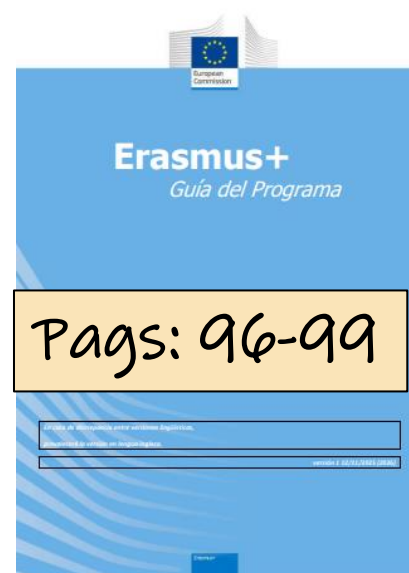 European
Commission
Erasmus+
Guía del Programa
Pags: 96-99
En caso de discrepancia entre versiones lingüísticas,
prevalecerá la versión en lengua inglesa.
Erasmus+